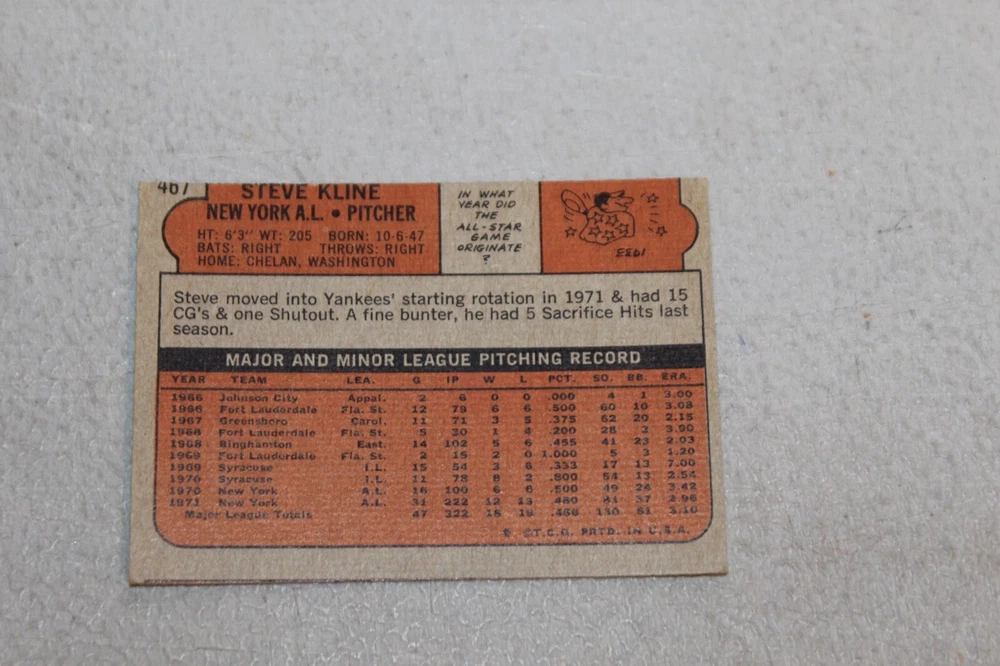 467
STEVE KLINE
NEW YORK A.L. • PITCHER
HT: 6'3" WT: 205 BORN: 10-6-47
BATS: RIGHT THROWS: RIGHT
HOME: CHELAN, WASHINGTON
IN WHAT
YEAR DID
THE
ALL-STAR
GAME
ORIGINATE
?
1933
Steve moved into Yankees' starting rotation in 1971 & had 15
CG's & one Shutout. A fine bunter, he had 5 Sacrifice Hits last
season.
MAJOR AND MINOR LEAGUE PITCHING RECORD
YEAR TEAM LEA. G IP W L PCT. SO. BB. ERA.
1966 Johnson City Appal. 2 6 0 0 .000 4 1 3.00
1966 Fort Lauderdale Fla. St. 12 79 6 6 .500 60 10 3.08
1967 Greensboro Carol. 11 71 3 5 .375 62 20 2.15
1968 Fort Lauderdale Fla. St. 5 30 1 4 .200 28 3 3.90
1968 Binghamton East. 14 102 5 6 .455 41 23 2.03
1969 Fort Lauderdale Fla. St. 2 15 2 0 1.000 5 3 1.20
1969 Syracuse I.L. 15 54 3 6 .333 17 13 7.00
1970 Syracuse I.L. 11 78 8 2 .800 54 13 2.54
1970 New York A.L. 16 100 6 6 .500 49 24 3.42
1971 New York A.L. 31 222 12 13 .480 81 37 2.96
Major League Totals 47 322 18 19 .486 130 61 3.10
© T.C.G. PRTD. IN U.S.A.